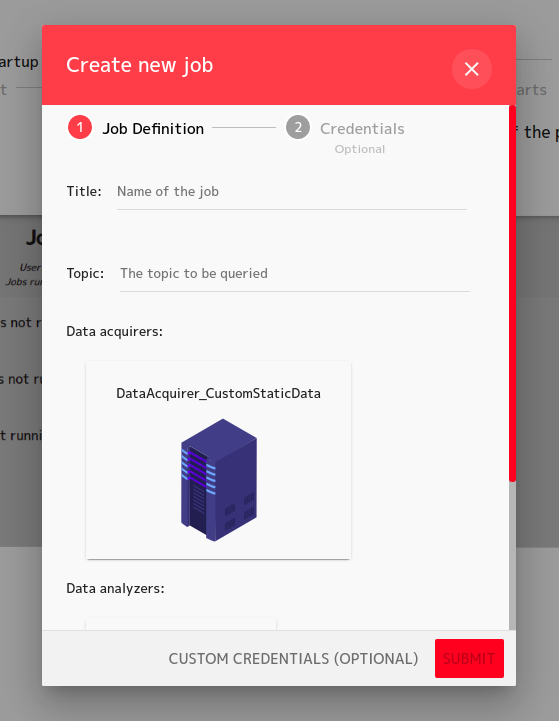 Create new job
1 Job Definition 2 Credentials
Optional
Title: Name of the job
Topic: The topic to be queried
Data acquirers:
DataAcquirer_CustomStaticData
Data analyzers:
CUSTOM CREDENTIALS (OPTIONAL) SUBMIT
artup
t
arts
f the
Jo
User
Jobs ru
s not r
s not ru
t runni